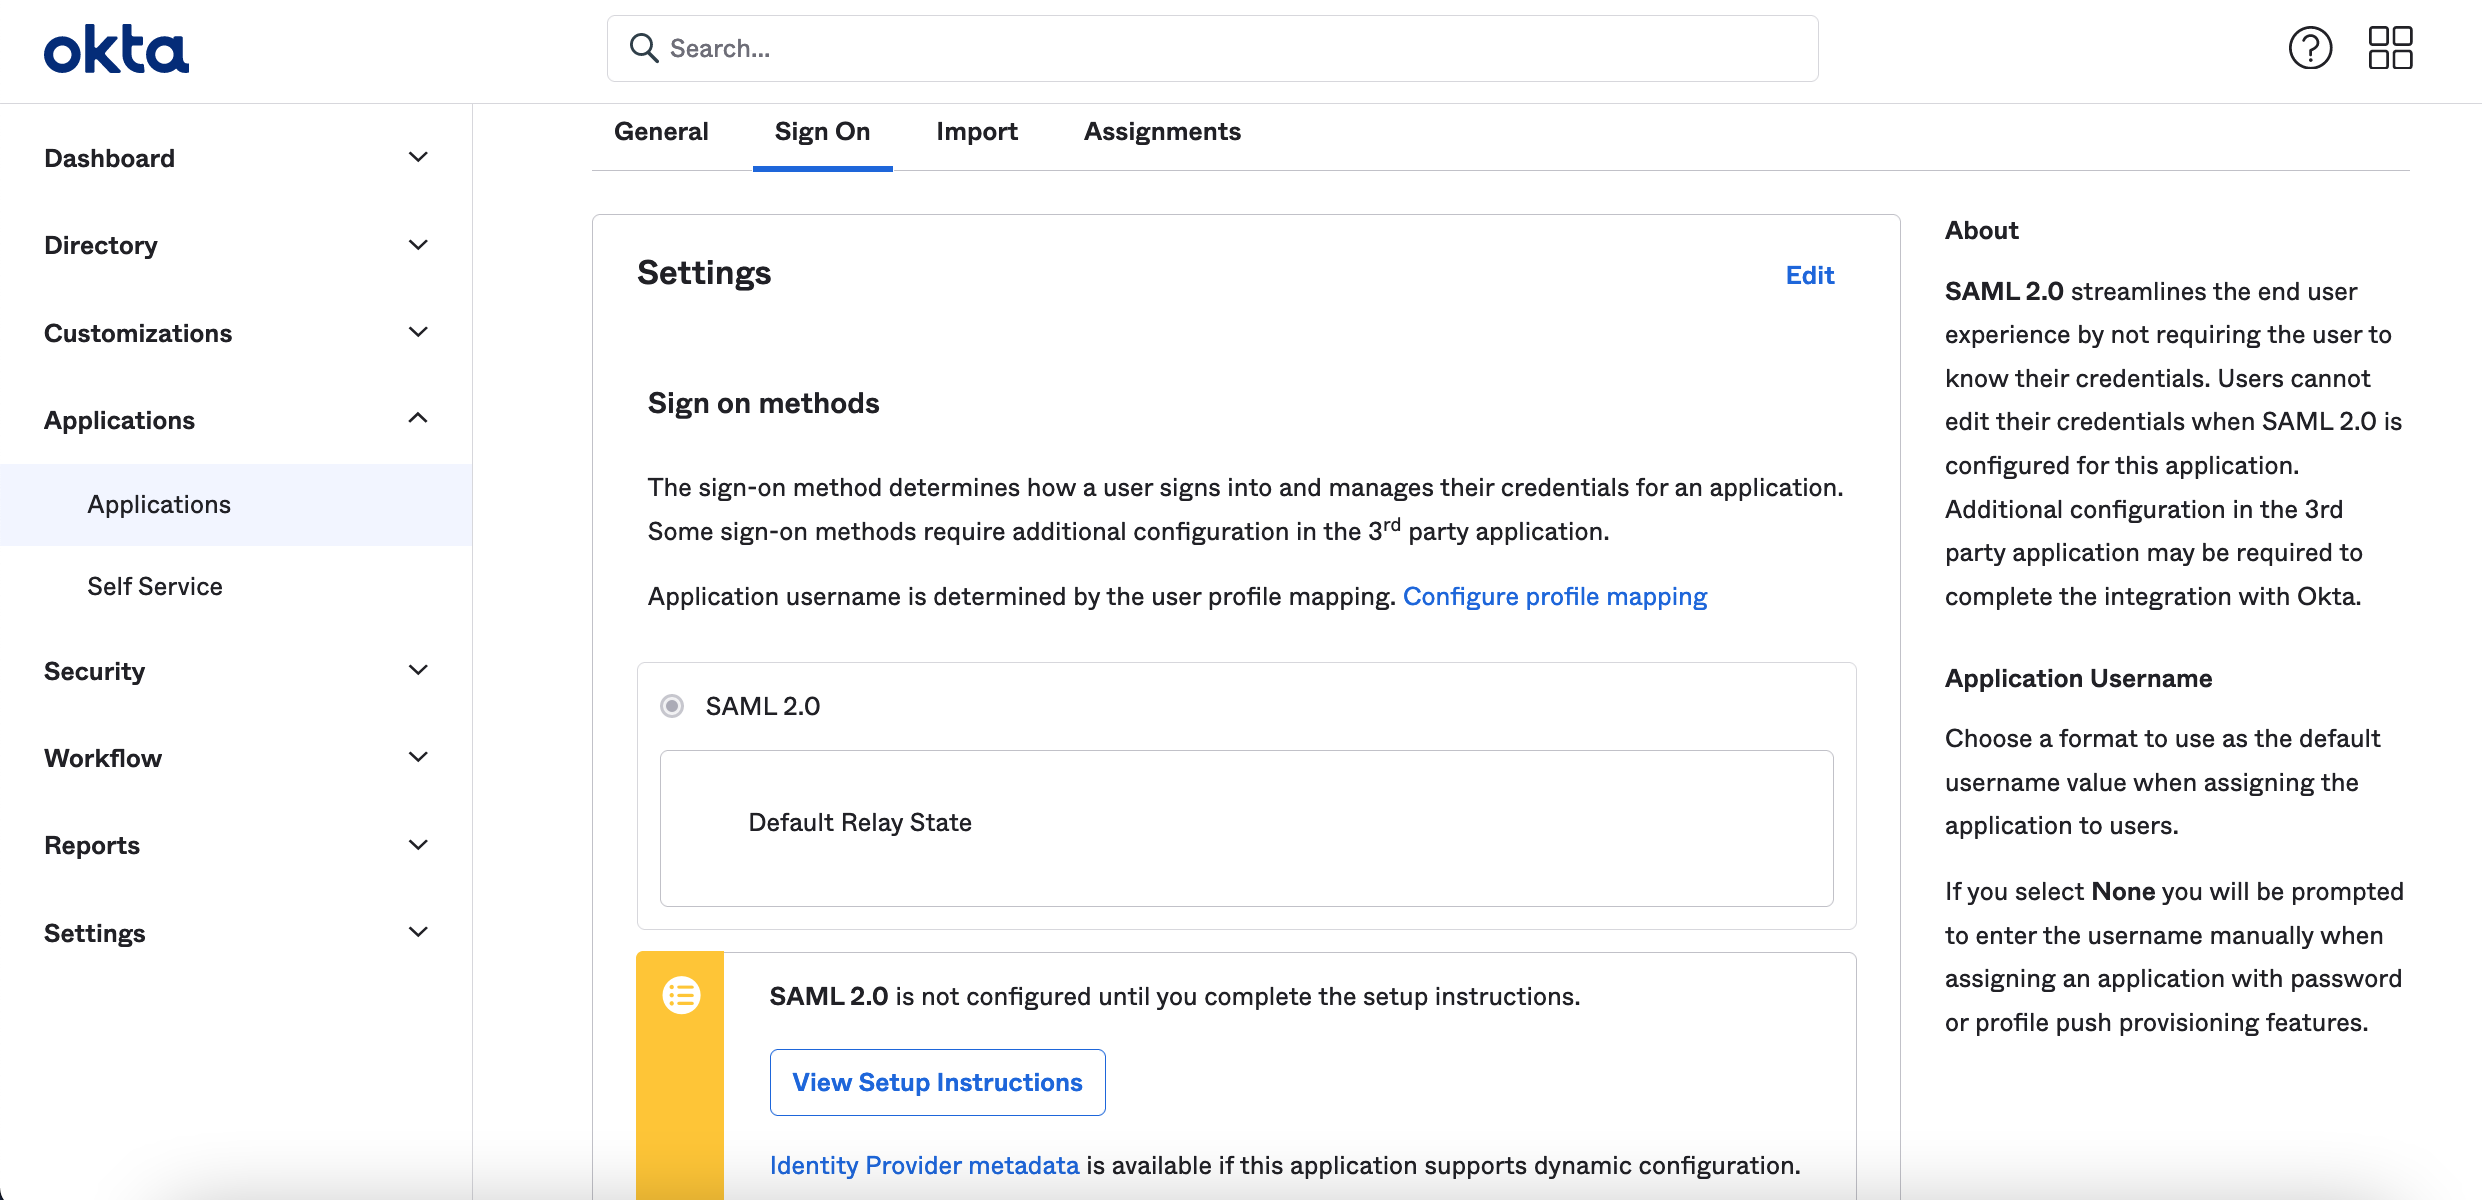 okta
Search...
Dashboard
Directory
Customizations
Applications
Applications
Self Service
Security
Workflow
Reports
Settings
General
Sign On
Import
Assignments
Settings
Edit
Sign on methods
The sign-on method determines how a user signs into and manages their credentials for an application.
Some sign-on methods require additional configuration in the 3rd party application.
Application username is determined by the user profile mapping. Configure profile mapping
SAML 2.0
Default Relay State
SAML 2.0 is not configured until you complete the setup instructions.
View Setup Instructions
Identity Provider metadata is available if this application supports dynamic configuration.
About
SAML 2.0 streamlines the end user
experience by not requiring the user to
know their credentials. Users cannot
edit their credentials when SAML 2.0 is
configured for this application.
Additional configuration in the 3rd
party application may be required to
complete the integration with Okta.
Application Username
Choose a format to use as the default
username value when assigning the
application to users.
If you select None you will be prompted
to enter the username manually when
assigning an application with password
or profile push provisioning features.